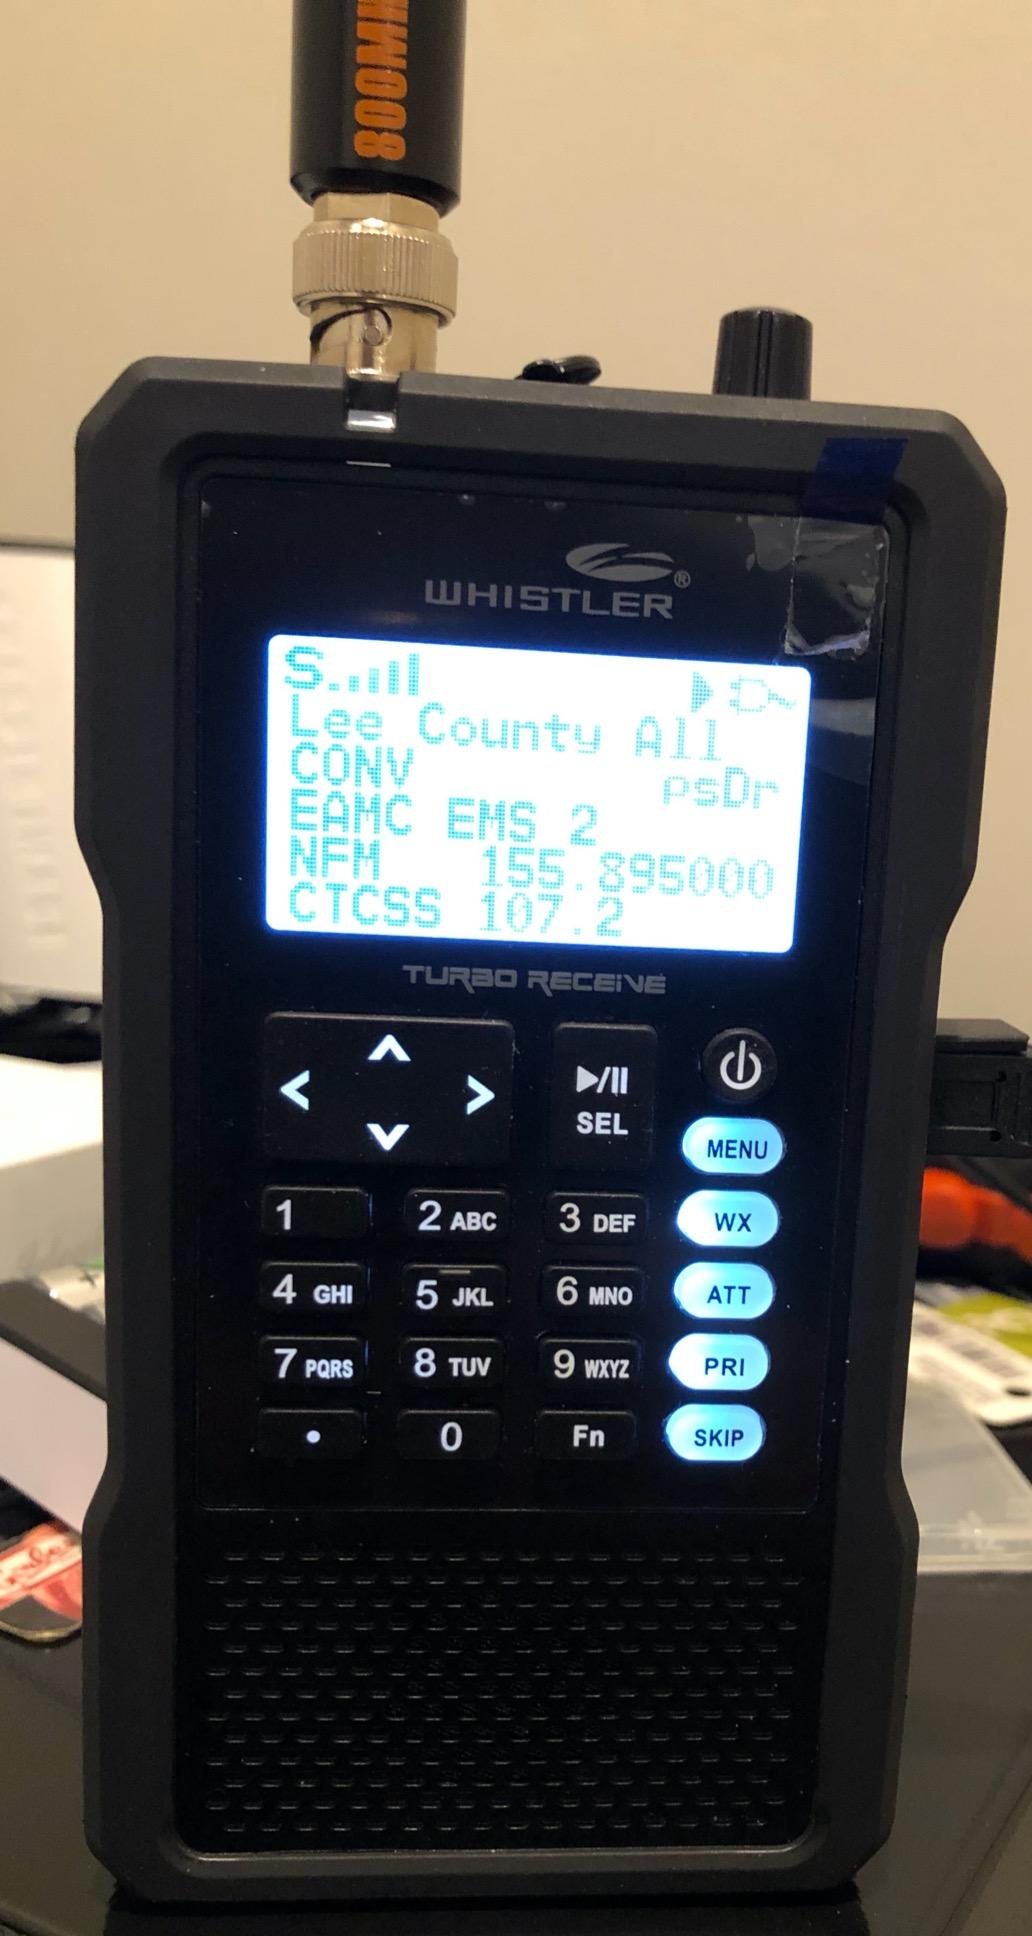 800MH
WHISTLER®
S
Lee County All
CONV psDr
EAMC EMS 2
NFM 155.895000
CTCSS 107.2
TURBO RECEIVE
▶/II
SEL
MENU
1
2 ABC
3 DEF
WX
4 GHI
5 JKL
6 MNO
ATT
7 PQRS
8 TUV
9 WXYZ
PRI
•
0
Fn
SKIP